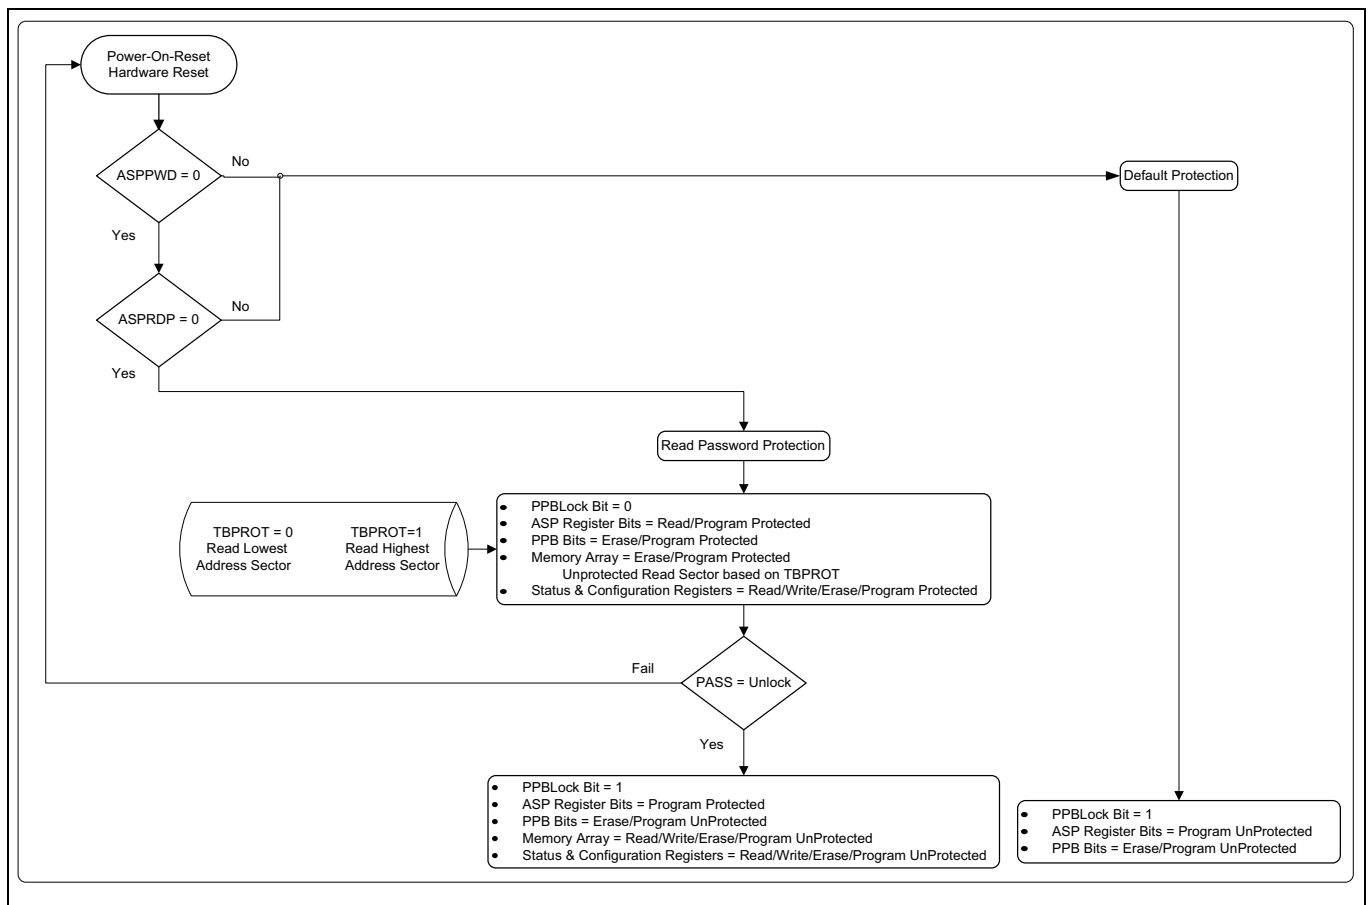 Power-On-Reset
Hardware Reset
ASPPWD = 0
No
Default Protection
Yes
ASPRDP = 0
No
Yes
Read Password Protection
TBPROT = 0
Read Lowest
Address Sector
TBPROT=1
Read Highest
Address Sector
• PPBLock Bit = 0
• ASP Register Bits = Read/Program Protected
• PPB Bits = Erase/Program Protected
• Memory Array = Erase/Program Protected
Unprotected Read Sector based on TBPROT
• Status & Configuration Registers = Read/Write/Erase/Program Protected
Fail
PASS = Unlock
Yes
• PPBLock Bit = 1
• ASP Register Bits = Program Protected
• PPB Bits = Erase/Program UnProtected
• Memory Array = Read/Write/Erase/Program UnProtected
• Status & Configuration Registers = Read/Write/Erase/Program UnProtected
• PPBLock Bit = 1
• ASP Register Bits = Program UnProtected
• PPB Bits = Erase/Program UnProtected